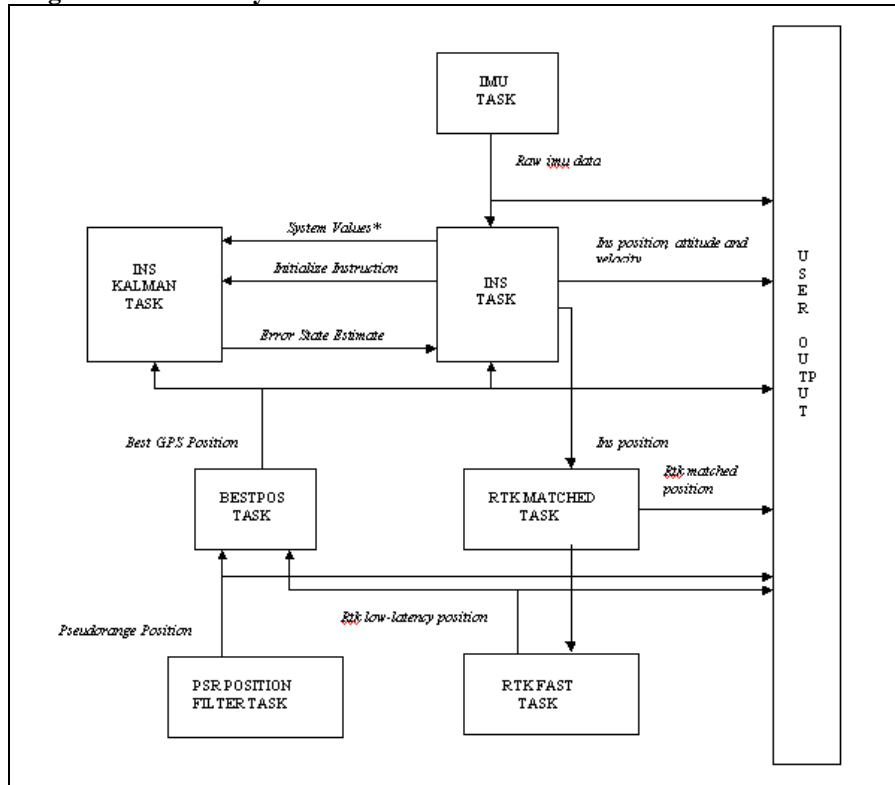 IMU
TASK
Raw imu data
System Values*
Ins position, attitude and
velocity
INS
KALMAN
TASK
Initialize Instruction
INS
TASK
Error State Estimate
U
S
E
R
O
U
TP
U
T
Best GPS Position
Ins position
Rtk matched
position
BESTPOS
TASK
RTK MATCHED
TASK
Pseudorange Position
Rtk low-latency position
PSR POSITION
FILTER TASK
RTK FAST
TASK